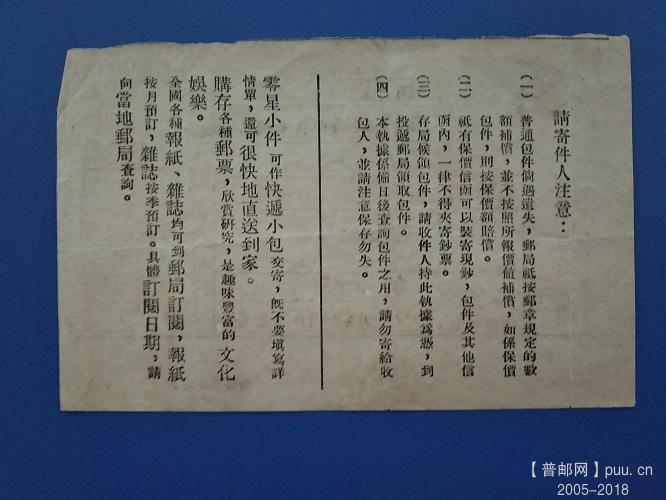 請寄件人注意：
（一）普通包件倘遇遺失，郵局祇按郵章規定的數
額補償，並不按照所報價值補償，如係保價
包件，則按保價額賠償。
（二）祇有保價信函可以裝寄現鈔，包件及其他信
函內，一律不得夾寄鈔票。
（三）存局候領包件，請收件人持此執據為憑，到
投遞郵局領取包件。
（四）本執據係備日後查詢包件之用，請勿寄給收
包人，並請注意保存勿失。
零星小件可作快遞小包交寄，旣不要填寫詳
情單，還可很快地直送到家。
購存各種郵票，欣賞研究，是趣味豐富的文化
娛樂。
全國各種報紙、雜誌均可到郵局訂閱，報紙
按月預訂，雜誌按季預訂。具體訂閱日期，請
向當地郵局查詢。
【普邮网】puu.cn
2005-2018